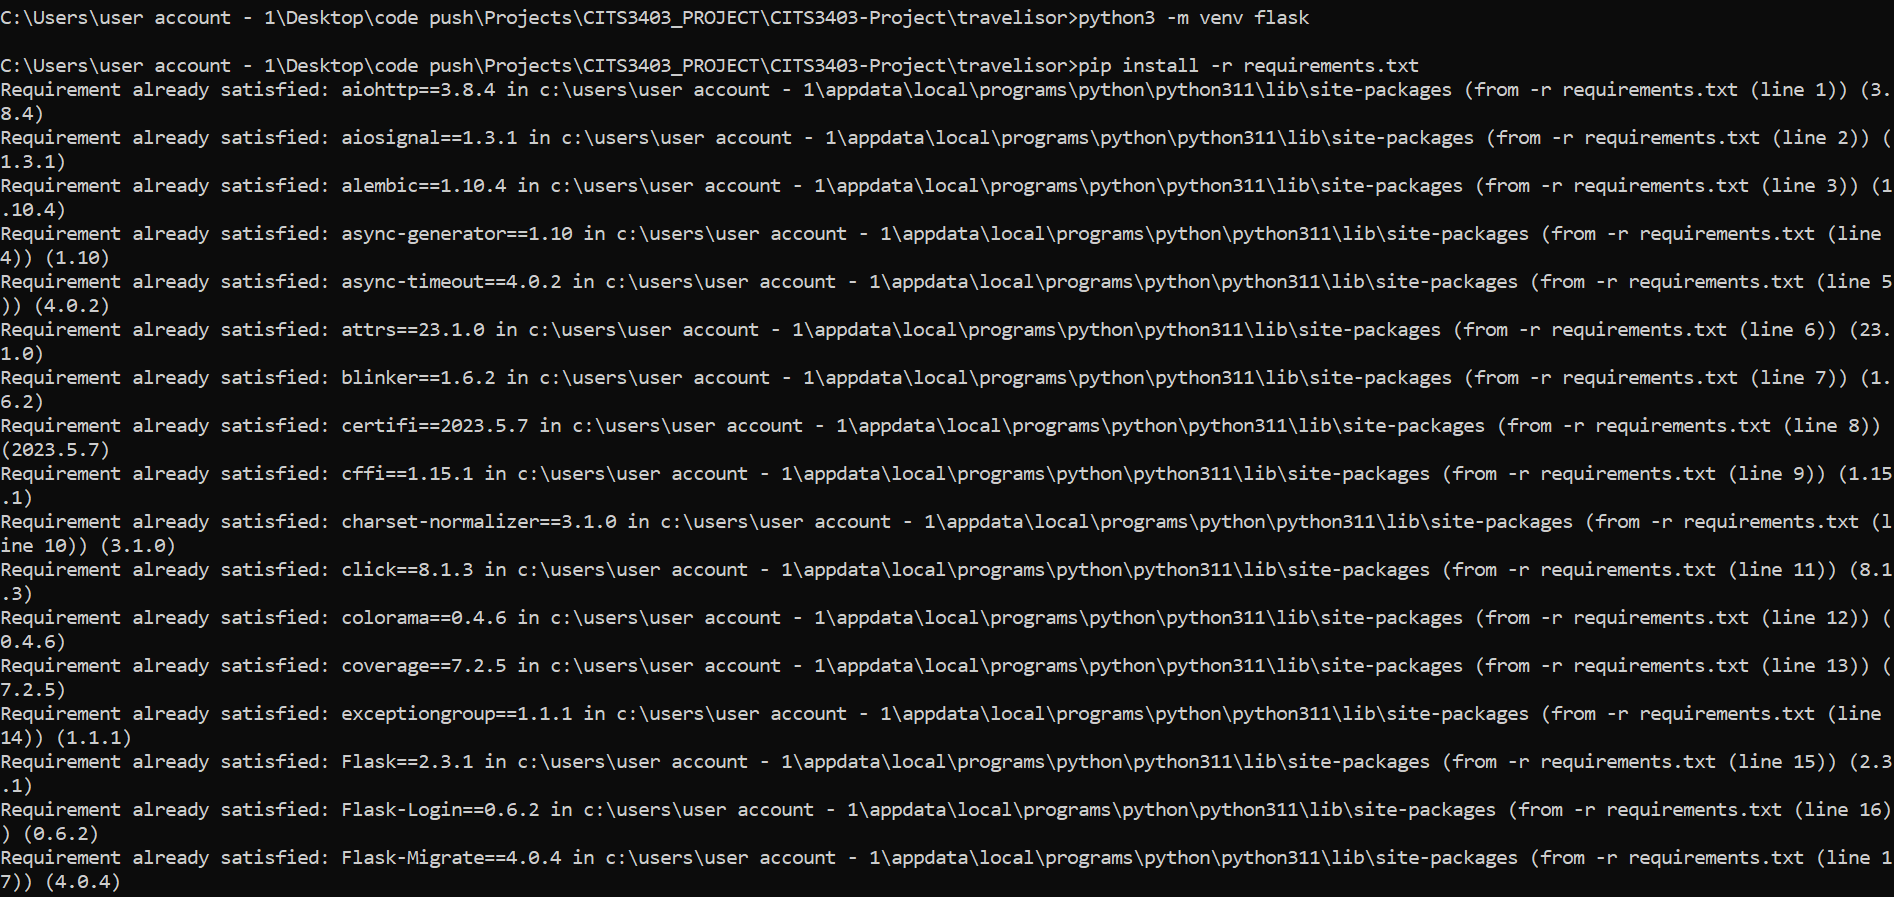 C:\Users\user account - 1\Desktop\code push\Projects\CITS3403_PROJECT\CITS3403-Project\travelisor>python3 -m venv flask
C:\Users\user account - 1\Desktop\code push\Projects\CITS3403_PROJECT\CITS3403-Project\travelisor>pip install -r requirements.txt
Requirement already satisfied: aiohttp==3.8.4 in c:\users\user account - 1\appdata\local\programs\python\python311\lib\site-packages (from -r requirements.txt (line 1)) (3.
8.4)
Requirement already satisfied: aiosignal==1.3.1 in c:\users\user account - 1\appdata\local\programs\python\python311\lib\site-packages (from -r requirements.txt (line 2)) (
1.3.1)
Requirement already satisfied: alembic==1.10.4 in c:\users\user account - 1\appdata\local\programs\python\python311\lib\site-packages (from -r requirements.txt (line 3)) (1
.10.4)
Requirement already satisfied: async-generator==1.10 in c:\users\user account - 1\appdata\local\programs\python\python311\lib\site-packages (from -r requirements.txt (line
4)) (1.10)
Requirement already satisfied: async-timeout==4.0.2 in c:\users\user account - 1\appdata\local\programs\python\python311\lib\site-packages (from -r requirements.txt (line 5
)) (4.0.2)
Requirement already satisfied: attrs==23.1.0 in c:\users\user account - 1\appdata\local\programs\python\python311\lib\site-packages (from -r requirements.txt (line 6)) (23.
1.0)
Requirement already satisfied: blinker==1.6.2 in c:\users\user account - 1\appdata\local\programs\python\python311\lib\site-packages (from -r requirements.txt (line 7)) (1.
6.2)
Requirement already satisfied: certifi==2023.5.7 in c:\users\user account - 1\appdata\local\programs\python\python311\lib\site-packages (from -r requirements.txt (line 8))
(2023.5.7)
Requirement already satisfied: cffi==1.15.1 in c:\users\user account - 1\appdata\local\programs\python\python311\lib\site-packages (from -r requirements.txt (line 9)) (1.15
.1)
Requirement already satisfied: charset-normalizer==3.1.0 in c:\users\user account - 1\appdata\local\programs\python\python311\lib\site-packages (from -r requirements.txt (l
ine 10)) (3.1.0)
Requirement already satisfied: click==8.1.3 in c:\users\user account - 1\appdata\local\programs\python\python311\lib\site-packages (from -r requirements.txt (line 11)) (8.1
.3)
Requirement already satisfied: colorama==0.4.6 in c:\users\user account - 1\appdata\local\programs\python\python311\lib\site-packages (from -r requirements.txt (line 12)) (
0.4.6)
Requirement already satisfied: coverage==7.2.5 in c:\users\user account - 1\appdata\local\programs\python\python311\lib\site-packages (from -r requirements.txt (line 13)) (
7.2.5)
Requirement already satisfied: exceptiongroup==1.1.1 in c:\users\user account - 1\appdata\local\programs\python\python311\lib\site-packages (from -r requirements.txt (line
14)) (1.1.1)
Requirement already satisfied: Flask==2.3.1 in c:\users\user account - 1\appdata\local\programs\python\python311\lib\site-packages (from -r requirements.txt (line 15)) (2.3
.1)
Requirement already satisfied: Flask-Login==0.6.2 in c:\users\user account - 1\appdata\local\programs\python\python311\lib\site-packages (from -r requirements.txt (line 16)
) (0.6.2)
Requirement already satisfied: Flask-Migrate==4.0.4 in c:\users\user account - 1\appdata\local\programs\python\python311\lib\site-packages (from -r requirements.txt (line 1
7)) (4.0.4)